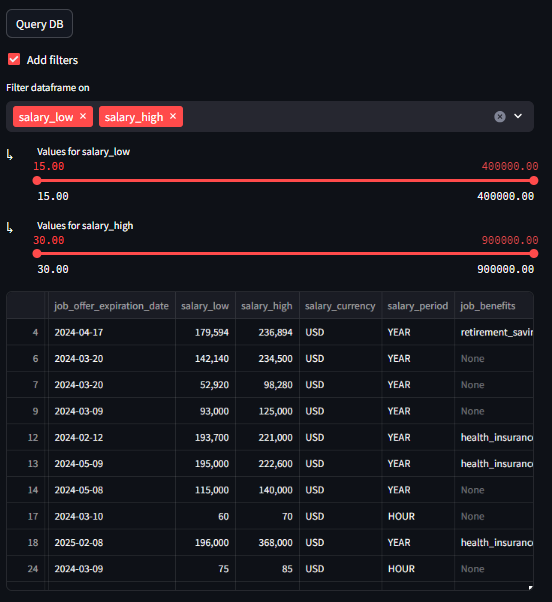 Query DB
Add filters
Filter dataframe on
salary_low × salary_high ×
↳ Values for salary_low
15.00 400000.00
15.00 400000.00
↳ Values for salary_high
30.00 900000.00
30.00 900000.00
job_offer_expiration_date salary_low salary_high salary_currency salary_period job_benefits
4 2024-04-17 179,594 236,894 USD YEAR retirement_savin
6 2024-03-20 142,140 234,500 USD YEAR None
7 2024-03-20 52,920 98,280 USD YEAR None
9 2024-03-09 93,000 125,000 USD YEAR None
12 2024-02-12 193,700 221,000 USD YEAR health_insuranc
13 2024-05-09 195,000 222,600 USD YEAR health_insuranc
14 2024-05-08 115,000 140,000 USD YEAR None
17 2024-03-10 60 70 USD HOUR None
18 2025-02-08 196,000 368,000 USD YEAR health_insuranc
24 2024-03-09 75 85 USD HOUR None